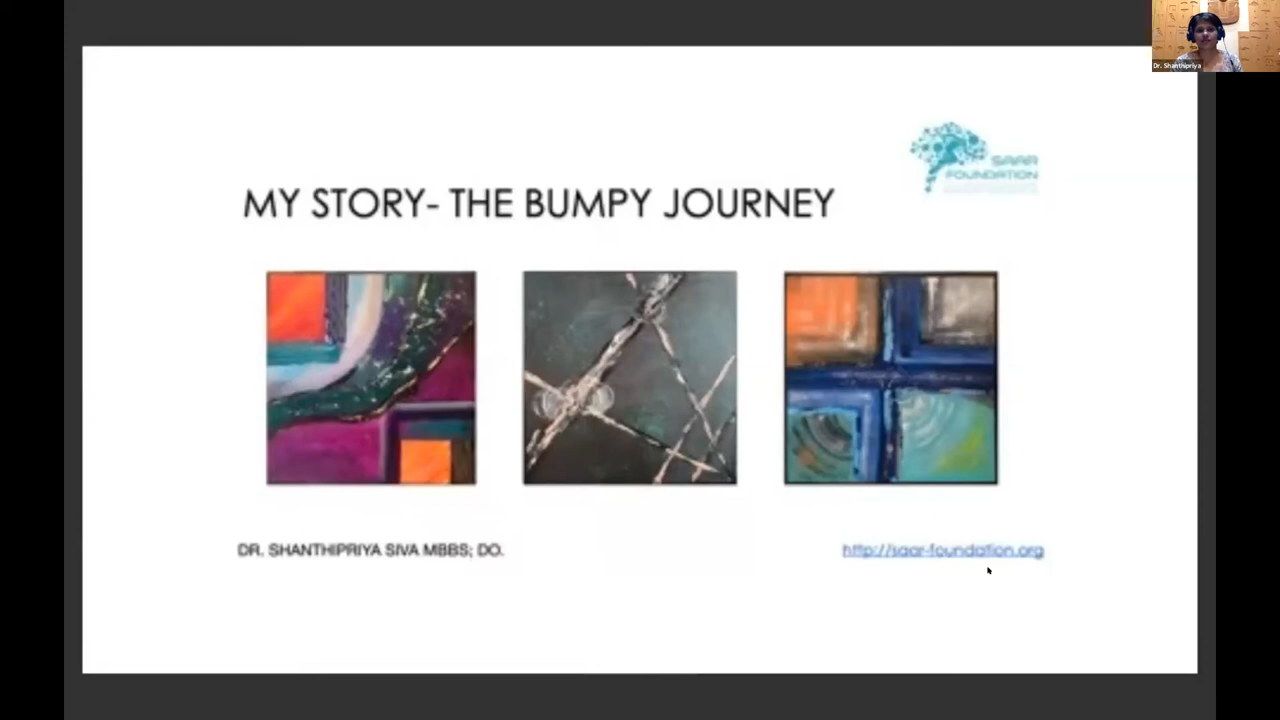 Dr. Shanthipriya
SAAR
FOUNDATION
MY STORY- THE BUMPY JOURNEY
DR. SHANTHIPRIYA SIVA MBBS; DO.
http://saar-foundation.org